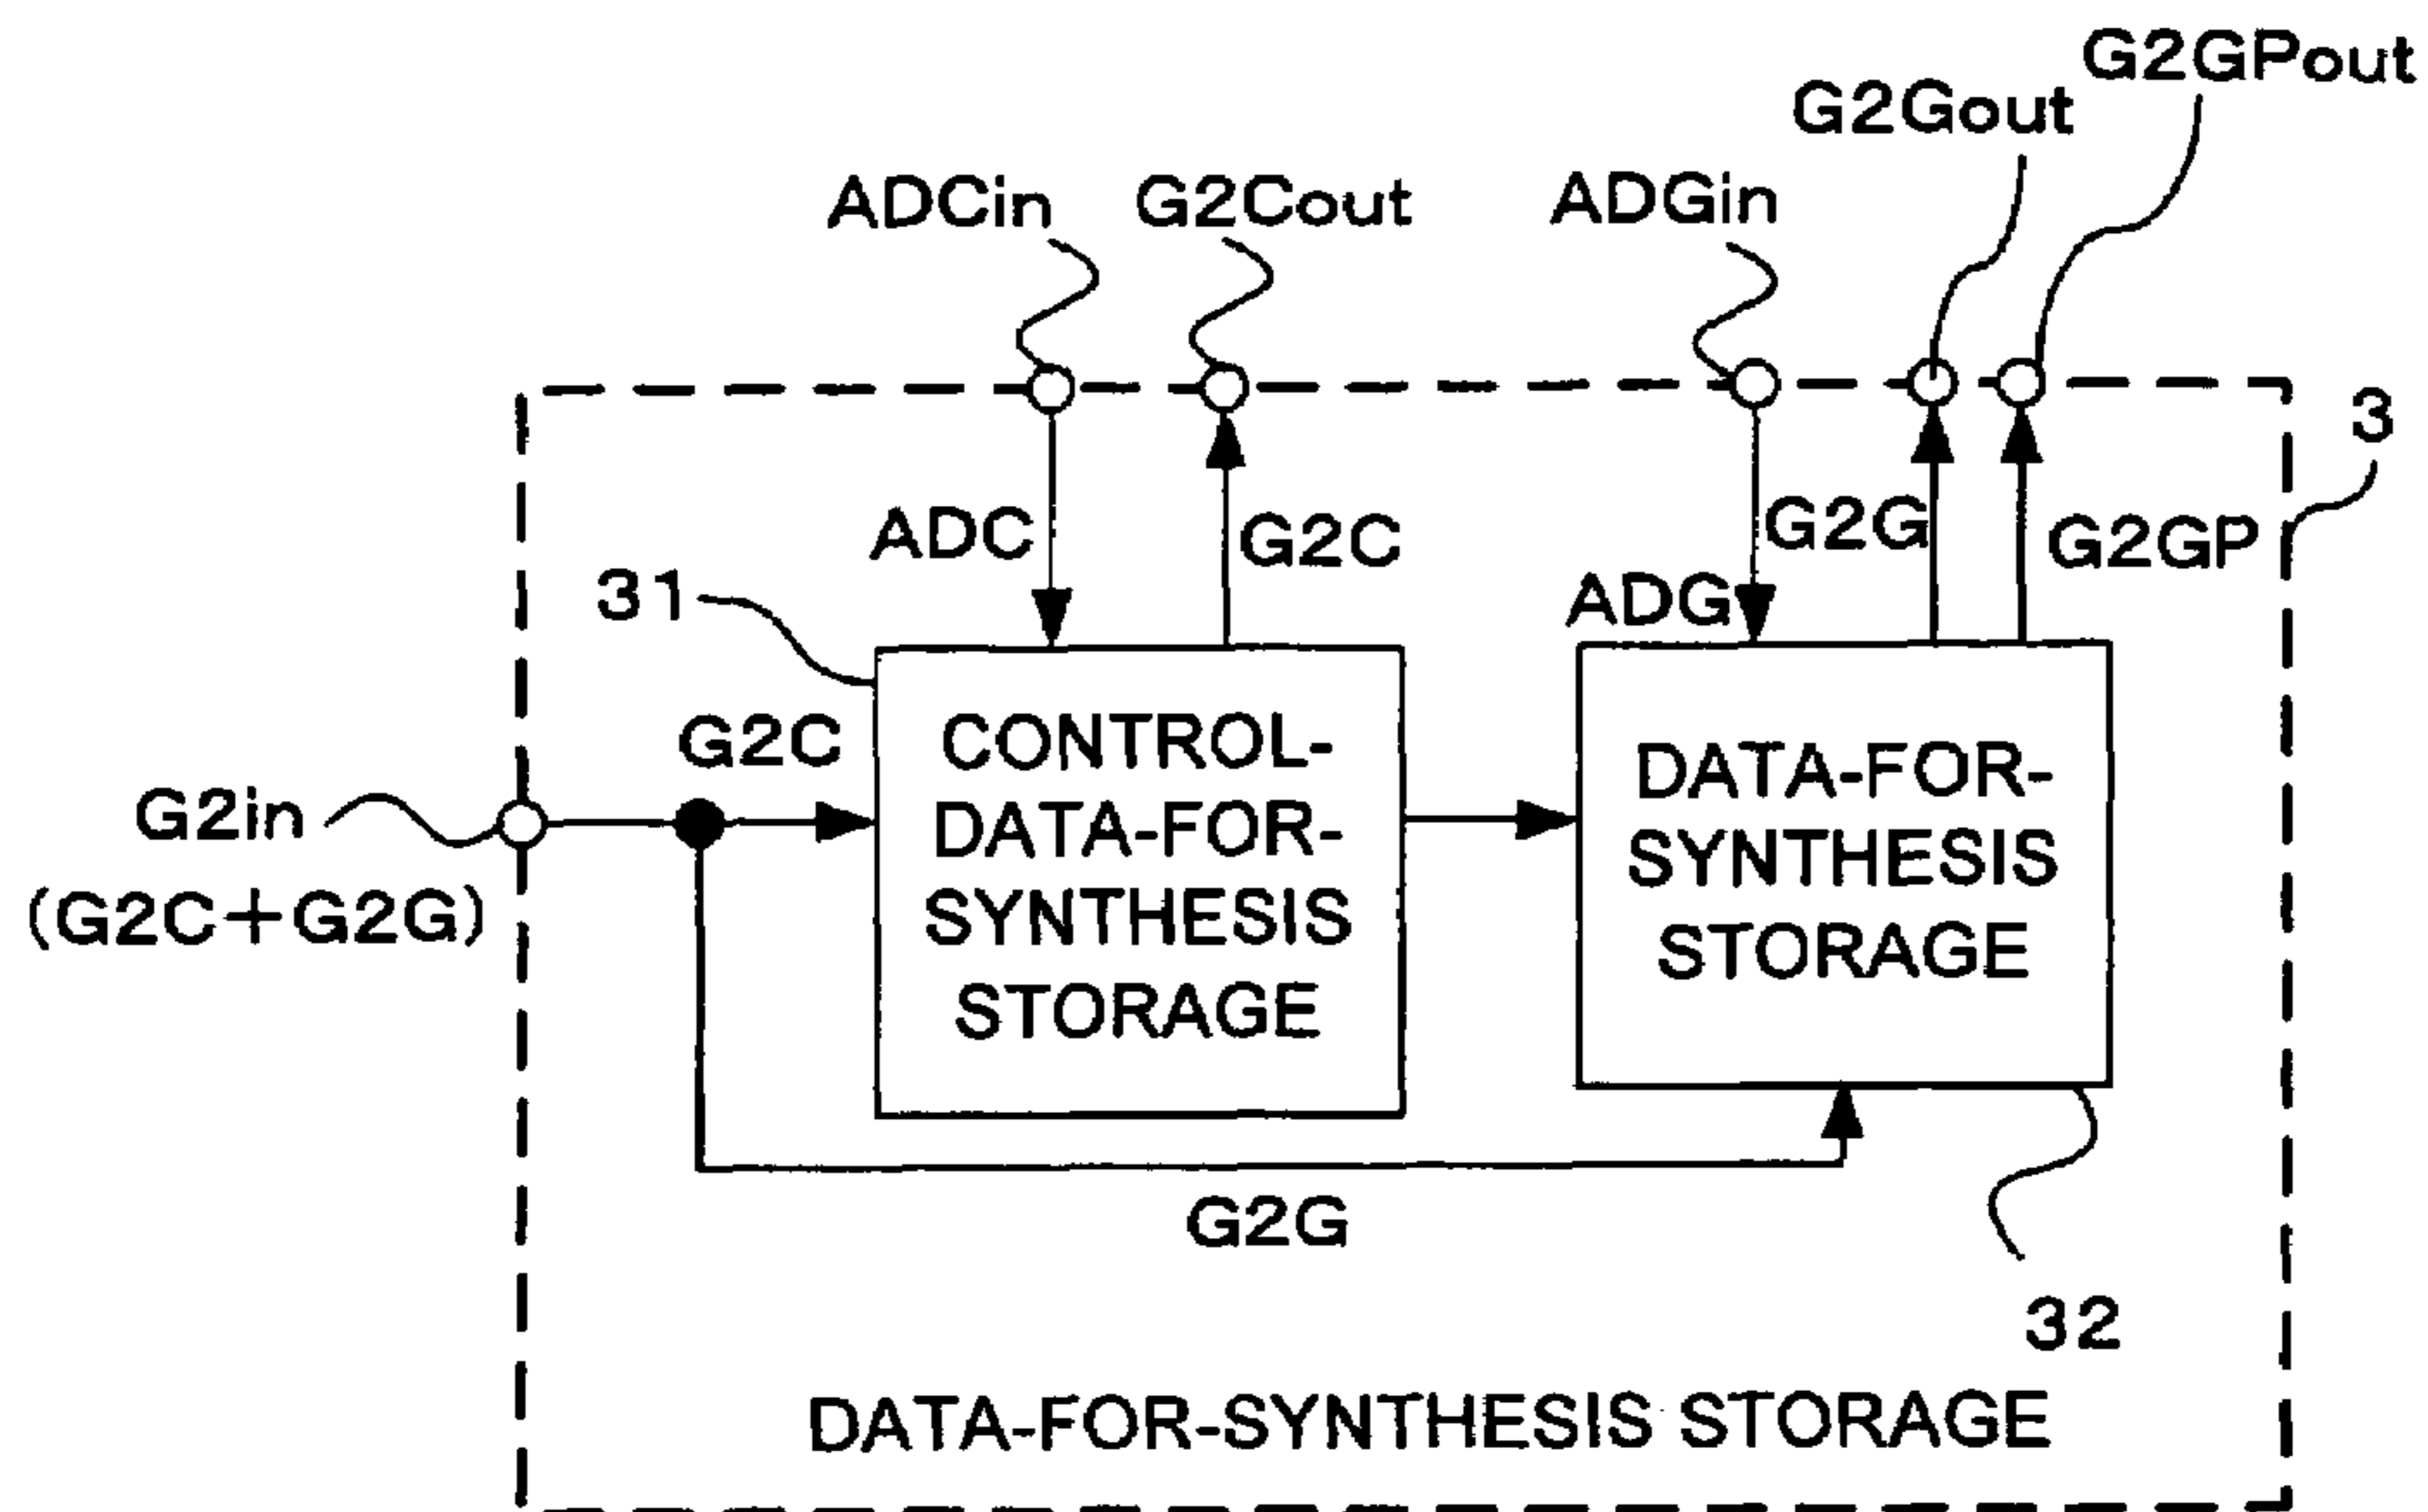 G2GPout
G2Gout
ADCin
G2Cout
ADGin
3
ADC
G2C
G2G
G2GP
31
ADG
G2C
CONTROL-
DATA-FOR-
SYNTHESIS
STORAGE
DATA-FOR-
SYNTHESIS
STORAGE
G2in
(G2C+G2G)
G2G
32
DATA-FOR-SYNTHESIS STORAGE